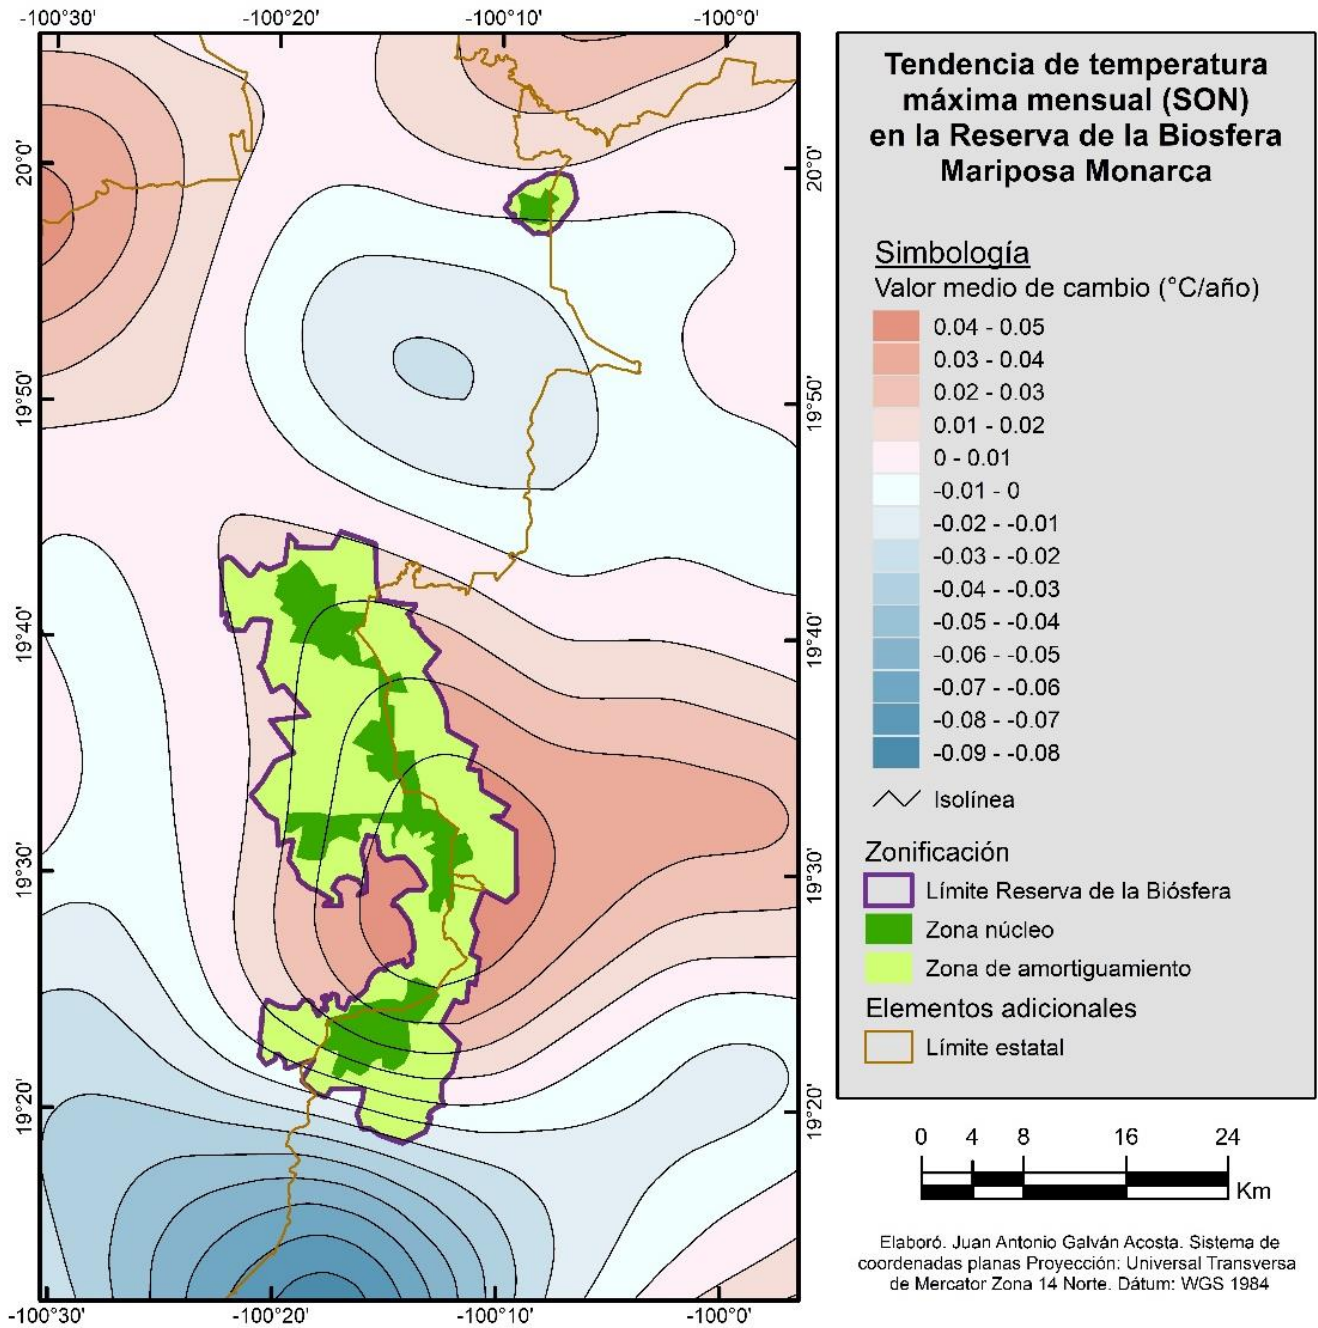 -100°30'
-100°20'
-100°10'
-100°0'
20°0'
19°50'
19°40'
19°30'
19°20'
20°0'
19°50'
19°40'
19°30'
19°20'
-100°30'
-100°20'
-100°10'
-100°0'
Tendencia de temperatura
máxima mensual (SON)
en la Reserva de la Biosfera
Mariposa Monarca
Simbología
Valor medio de cambio (°C/año)
0.04 - 0.05
0.03 - 0.04
0.02 - 0.03
0.01 - 0.02
0 - 0.01
-0.01 - 0
-0.02 - -0.01
-0.03 - -0.02
-0.04 - -0.03
-0.05 - -0.04
-0.06 - -0.05
-0.07 - -0.06
-0.08 - -0.07
-0.09 - -0.08
Isolínea
Zonificación
Límite Reserva de la Biósfera
Zona núcleo
Zona de amortiguamiento
Elementos adicionales
Límite estatal
0 4 8 16 24
Km
Elaboró. Juan Antonio Galván Acosta. Sistema de
coordenadas planas Proyección: Universal Transversa
de Mercator Zona 14 Norte. Dátum: WGS 1984